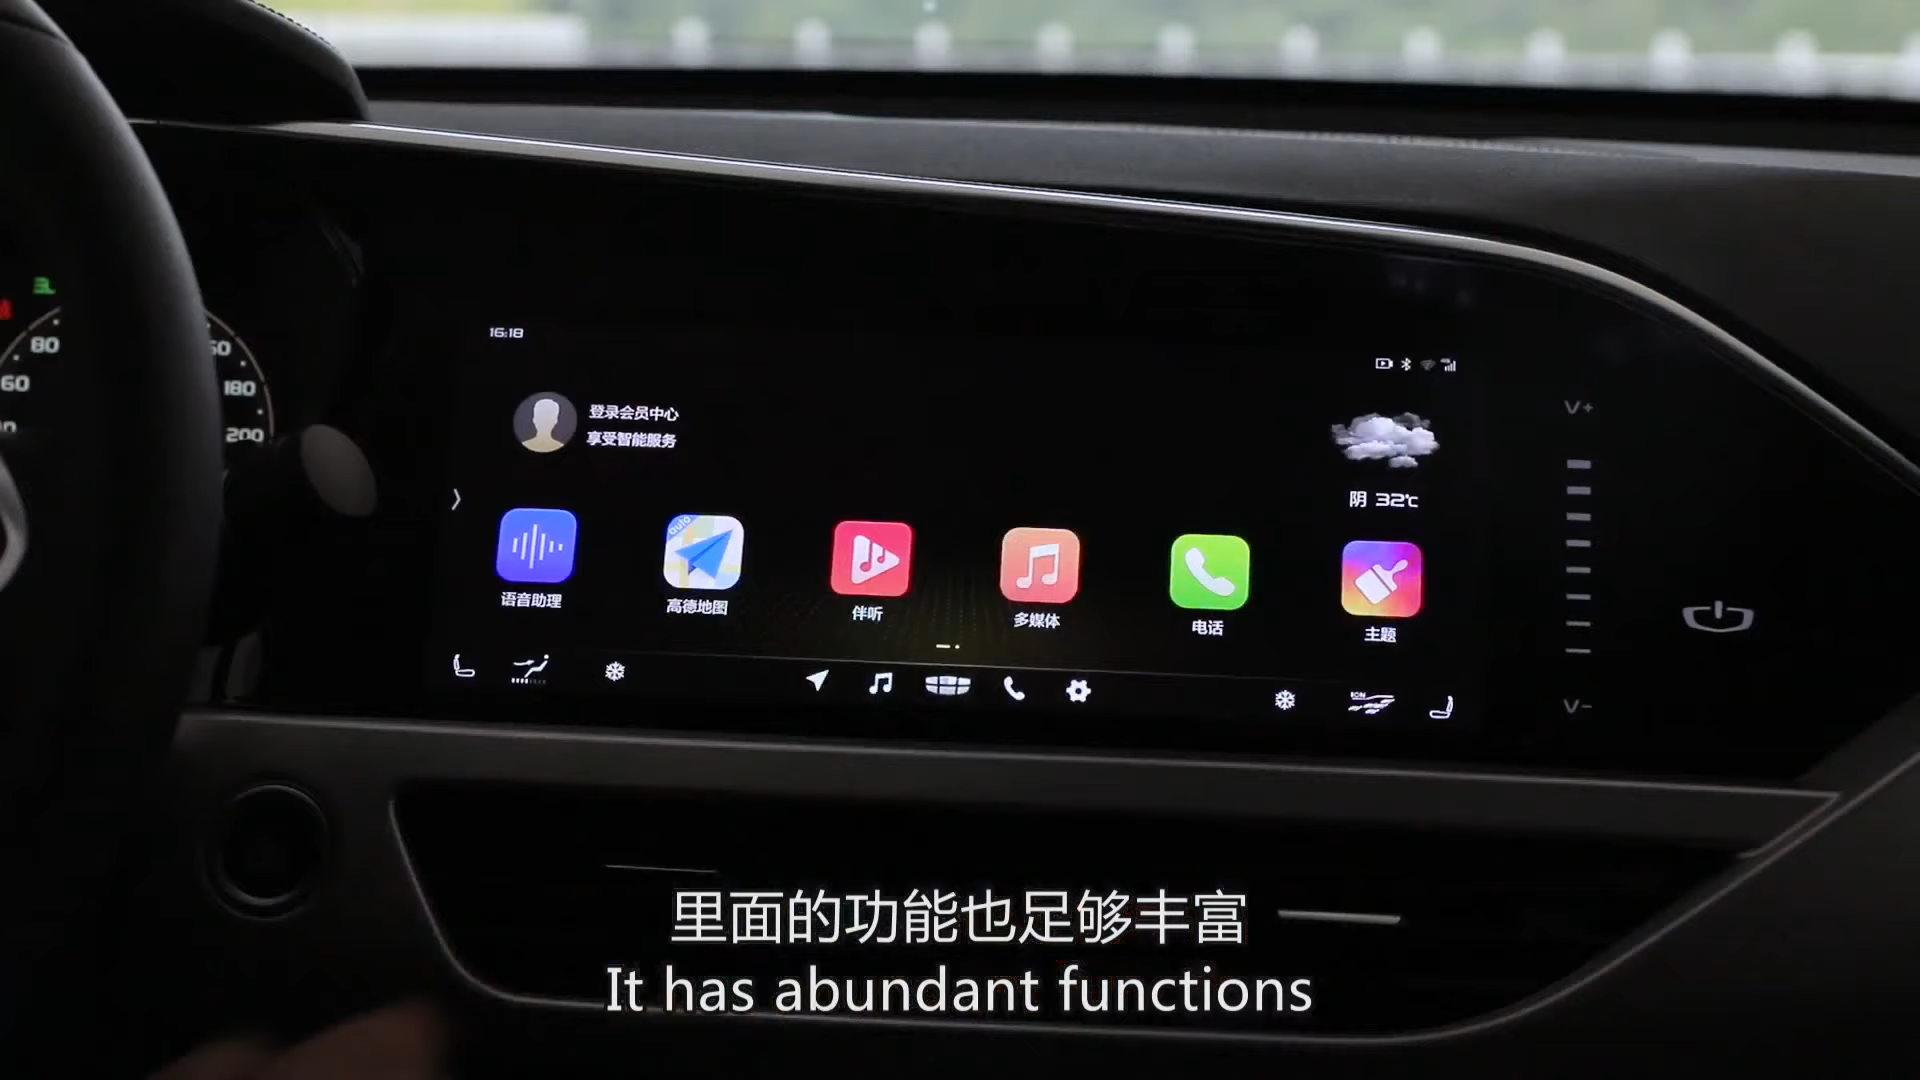 16:18
登录会员中心
享受智能服务
阴 32℃
V+
80
60
180
200
auto
语音助理
高德地图
伴听
多媒体
电话
主题
ION
V-
里面的功能也足够丰富
It has abundant functions